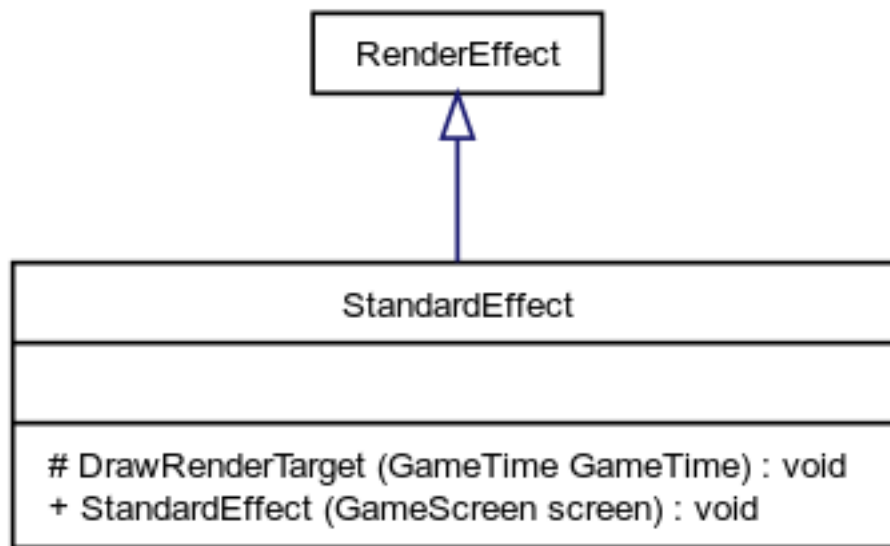 RenderEffect
StandardEffect
# DrawRenderTarget (GameTime GameTime) : void
+ StandardEffect (GameScreen screen) : void